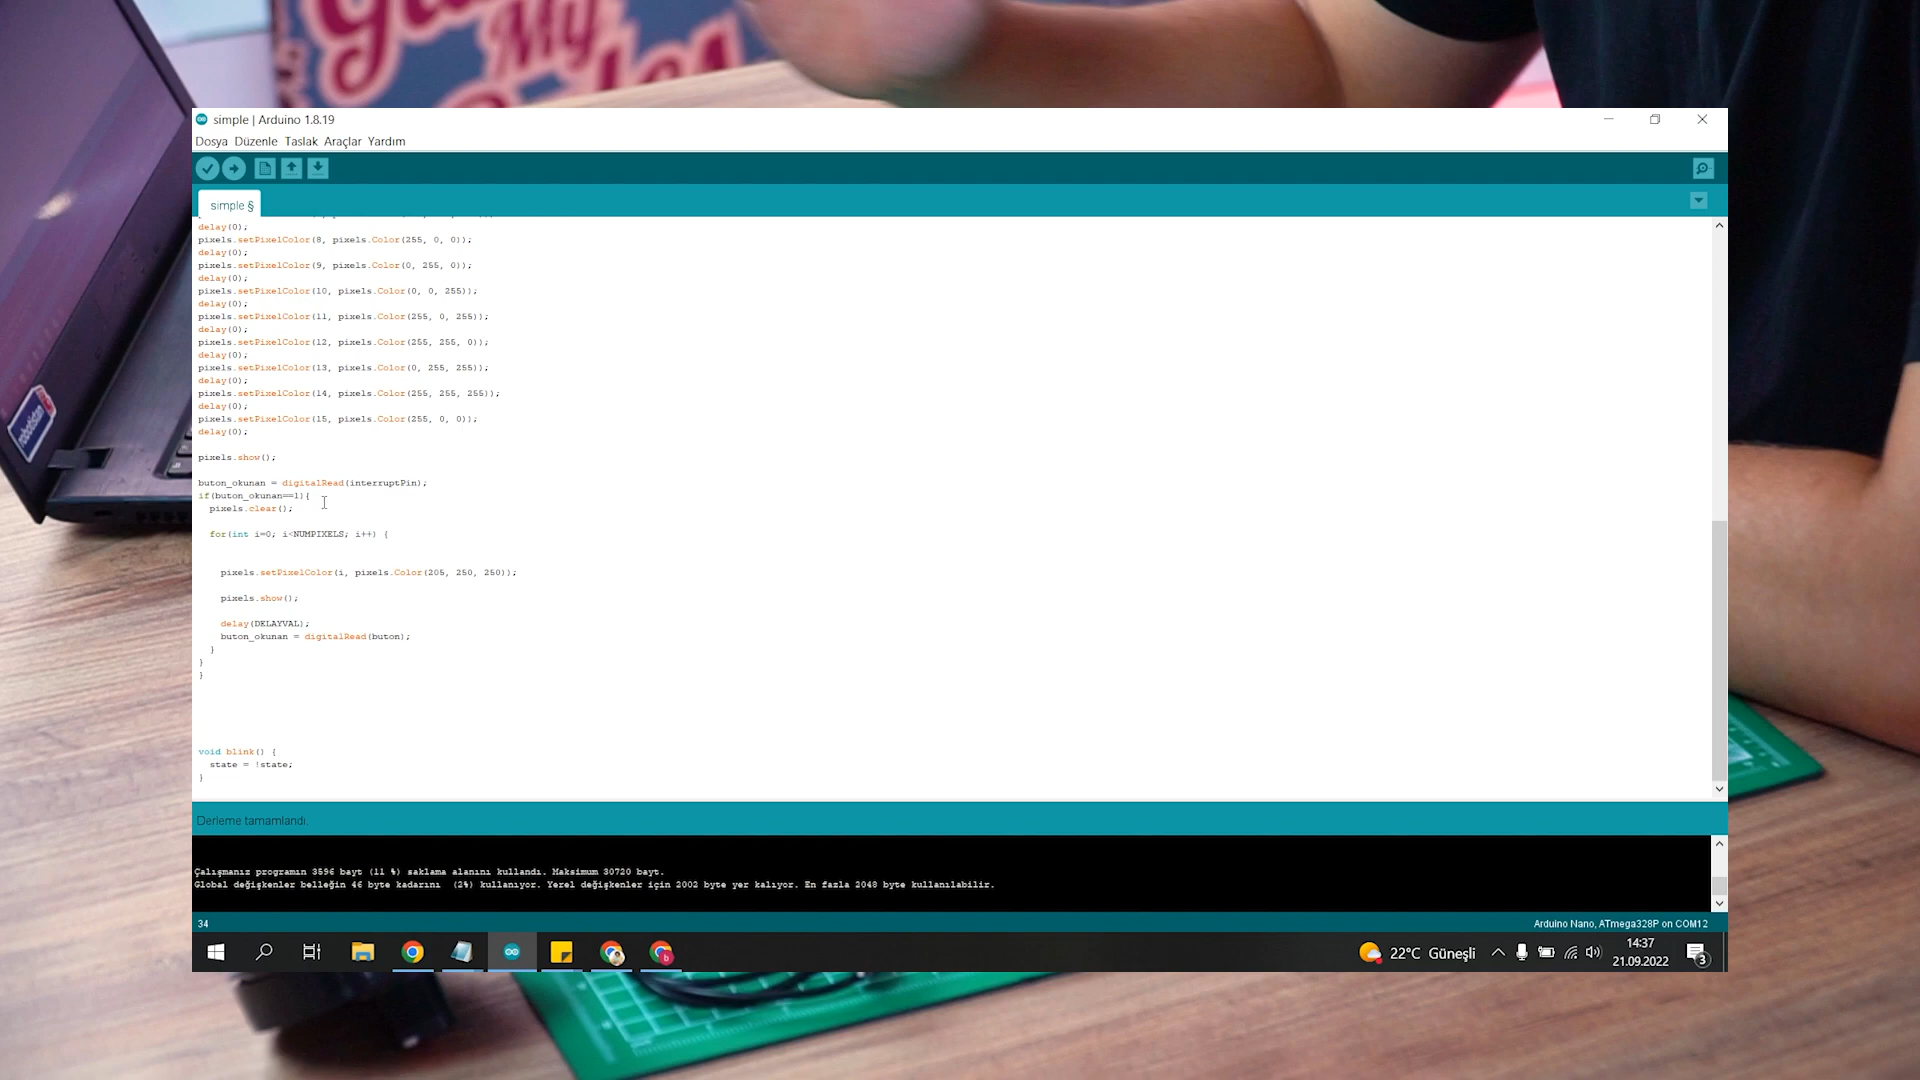 My
simple | Arduino 1.8.19
Dosya Düzenle Taslak Araçlar Yardım
simple §
delay(0);
pixels.setPixelColor(8, pixels.Color(255, 0, 0));
delay(0);
pixels.setPixelColor(9, pixels.Color(0, 255, 0));
delay(0);
pixels.setPixelColor(10, pixels.Color(0, 0, 255));
delay(0);
pixels.setPixelColor(11, pixels.Color(255, 0, 255));
delay(0);
pixels.setPixelColor(12, pixels.Color(255, 255, 0));
delay(0);
pixels.setPixelColor(13, pixels.Color(0, 255, 255));
delay(0);
pixels.setPixelColor(14, pixels.Color(255, 255, 255));
delay(0);
pixels.setPixelColor(15, pixels.Color(255, 0, 0));
delay(0);
pixels.show();
buton_okunan = digitalRead(interruptPin);
if(buton_okunan==1){
pixels.clear();
for(int i=0; i<NUMPIXELS; i++) {
pixels.setPixelColor(i, pixels.Color(205, 250, 250));
pixels.show();
delay(DELAYVAL);
buton_okunan = digitalRead(buton);
}
}
}
void blink() {
state = !state;
}
robotistan
Derleme tamamlandı.
Çalışmanız programın 3596 bayt (11 %) saklama alanını kullandı. Maksimum 30720 bayt.
Global değişkenler belleğin 46 byte kadarını (2%) kullanıyor. Yerel değişkenler için 2002 byte yer kalıyor. En fazla 2048 byte kullanılabilir.
34
Arduino Nano, ATmega328P on COM12
22°C Güneşli
14:37
21.09.2022
3